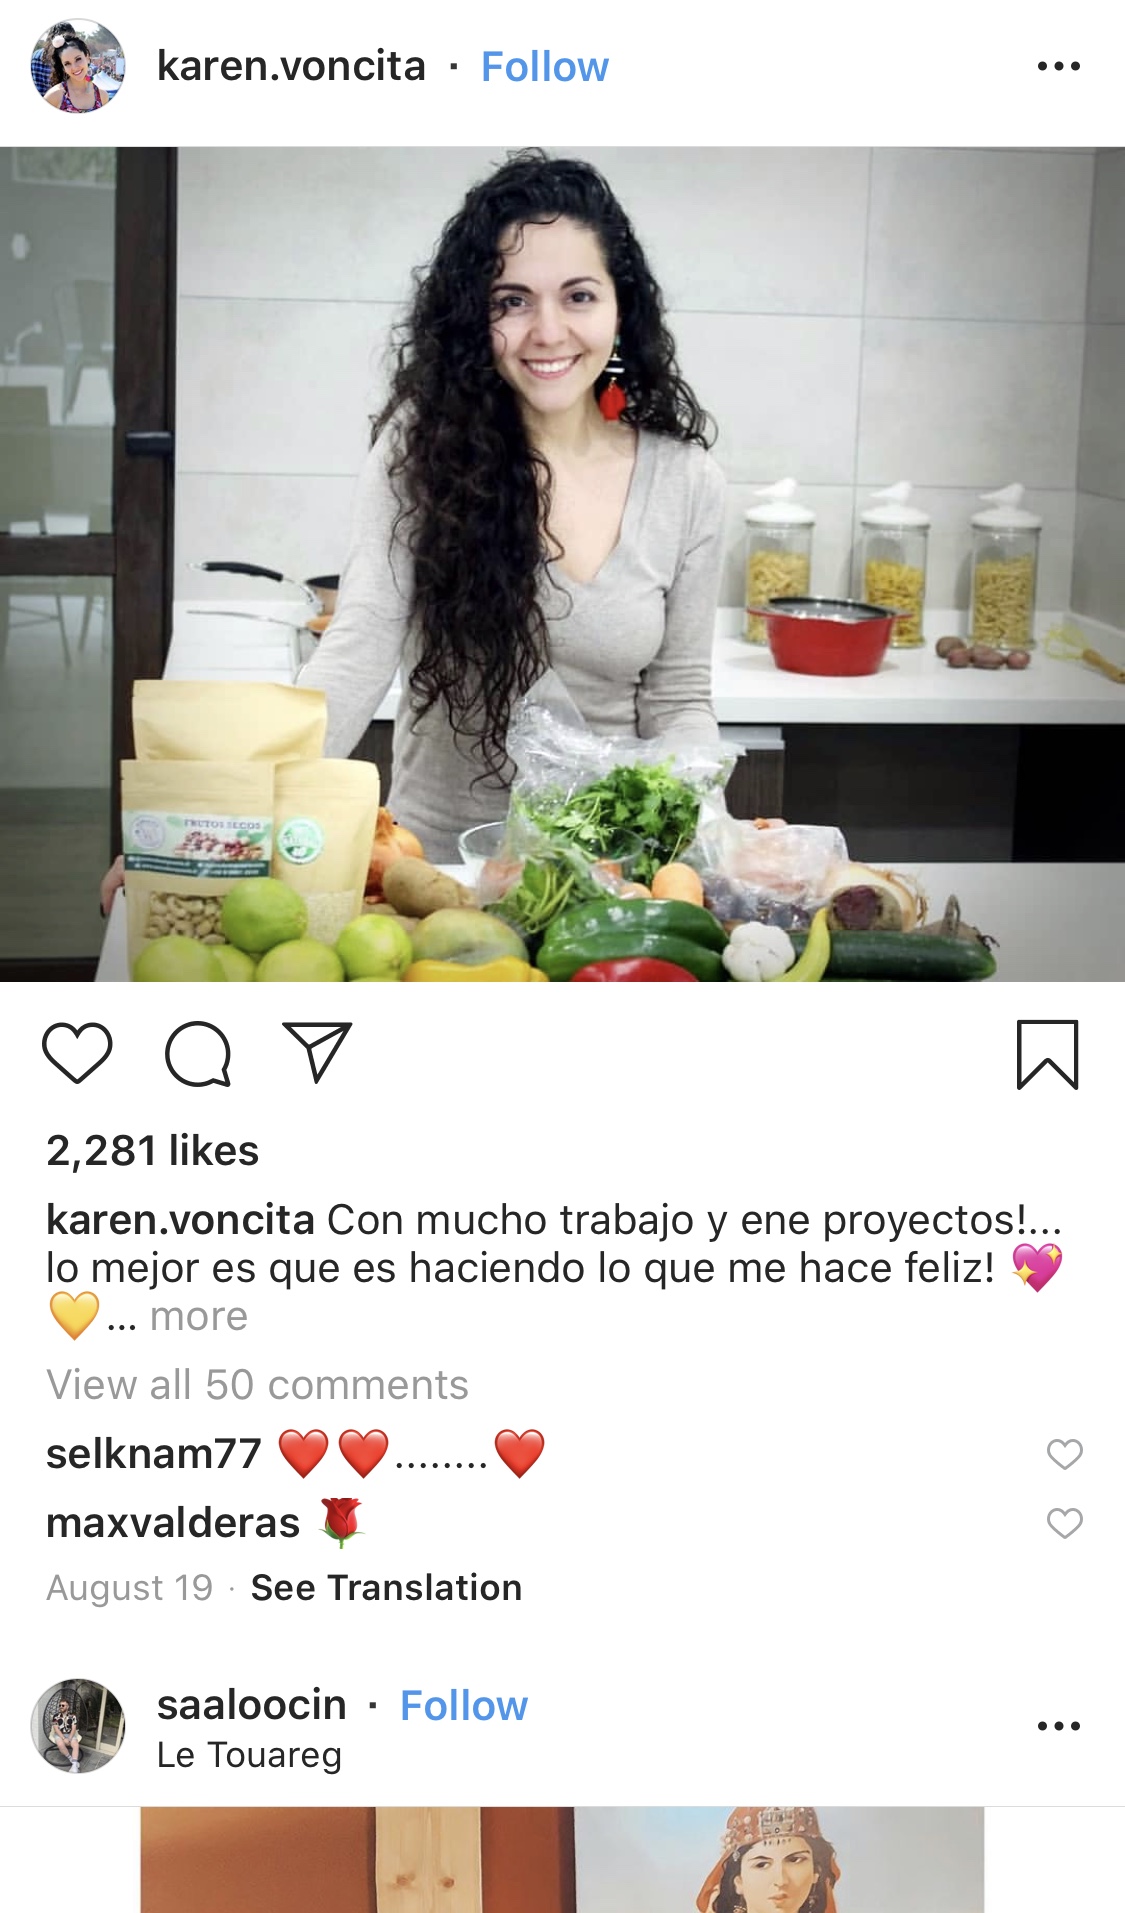 karen.voncita · Follow
FRUTOS SECOS
2,281 likes
karen.voncita Con mucho trabajo y ene proyectos!...
lo mejor es que es haciendo lo que me hace feliz! 💖
💛... more
View all 50 comments
selknam77 ❤️❤️........❤️
maxvalderas 🌹
August 19 · See Translation
saaloocin · Follow
Le Touareg